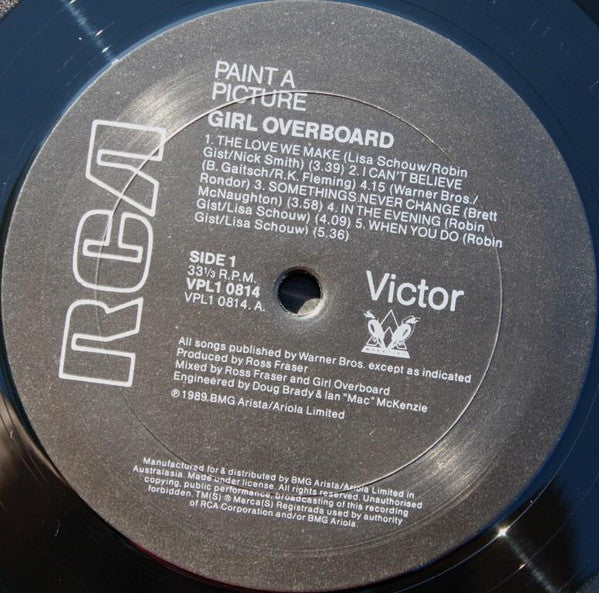 PAINT A
PICTURE
GIRL OVERBOARD
1. THE LOVE WE MAKE (Lisa Schouw/Robin
Gist/Nick Smith) (3.39) 2. I CAN'T BELIEVE
(B. Gaitsch/R.K. Fleming) 4.15 (Warner Bros./
Rondor) 3. SOMETHINGS NEVER CHANGE (Brett
McNaughton) (3.58) 4. IN THE EVENING (Robin
Gist/Lisa Schouw) (4.09) 5. WHEN YOU DO (Robin
Gist/Lisa Schouw) (5.36)
RCA
SIDE 1
33⅓ R.P.M.
VPL1 0814
VPL1 0814. A.
Victor
All songs published by Warner Bros. except as indicated
Produced by Ross Fraser
Mixed by Ross Fraser and Girl Overboard
Engineered by Doug Brady & Ian "Mac" McKenzie
℗ 1989. BMG Arista/Ariola Limited
Manufactured for & distributed by BMG Arista/Ariola Limited in
Australasia. Made under license. All rights reserved. Unauthorised
copying, public performance, broadcasting of this recording
forbidden. TM(S) ® Marca(S) Registrada used by authority
of RCA Corporation and/or BMG Ariola.